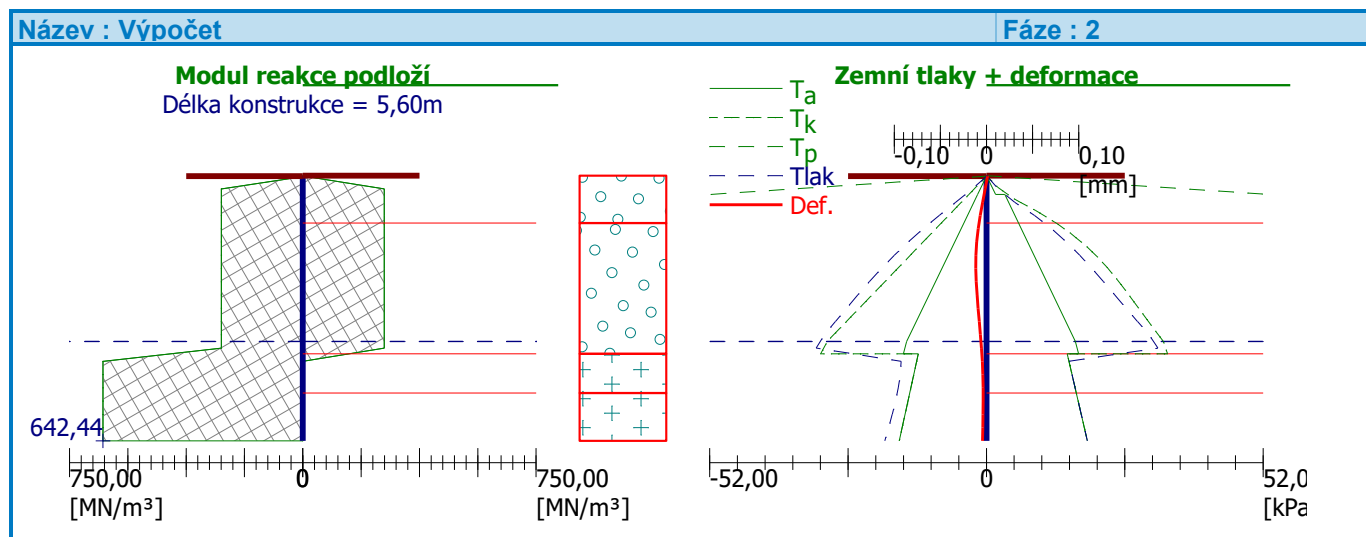 Název : Výpočet
Fáze : 2
Modul reakce podloží
Délka konstrukce = 5,60m
Zemní tlaky + deformace
Ta
Tk
Tp
Tlak
Def.
-0,10 0 0,10
[mm]
642,44
750,00 0 750,00
[MN/m³] [MN/m³]
-52,00 0 52,0
[kPa